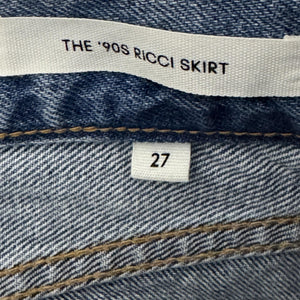 THE '90S RICCI SKIRT
27